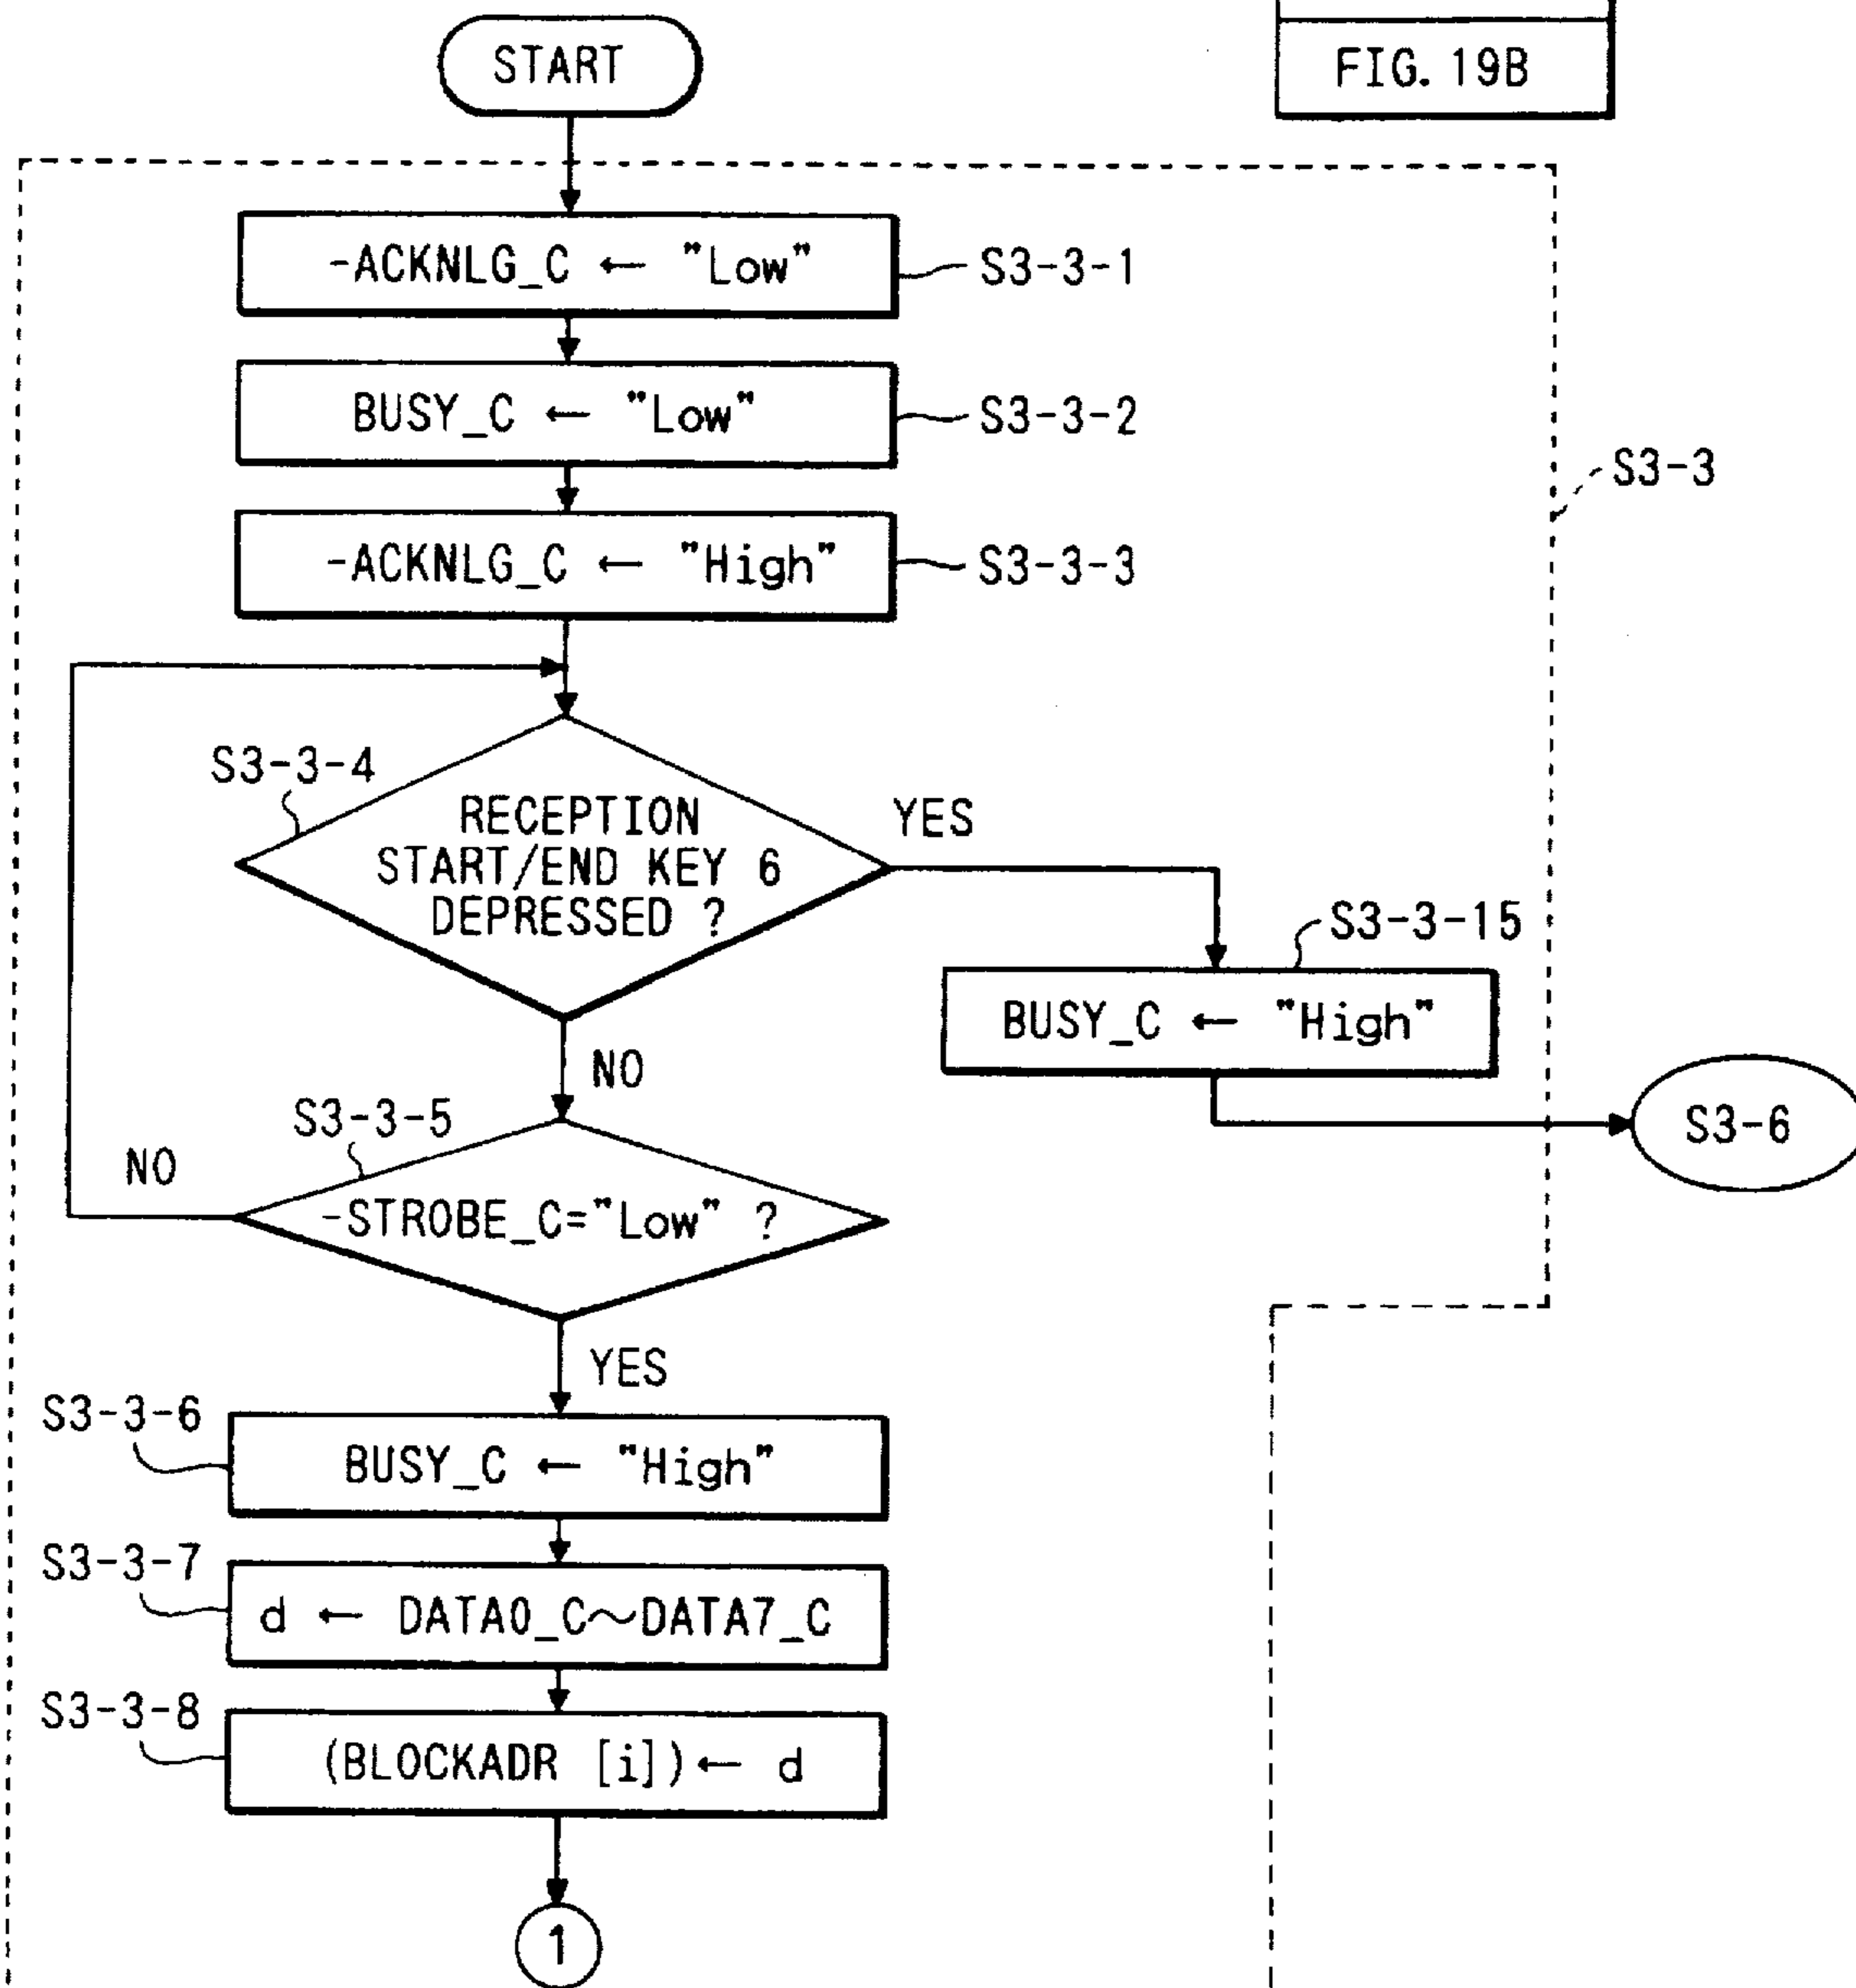 FIG. 19B
START
-ACKNLG_C ← "Low"
S3-3-1
BUSY_C ← "Low"
S3-3-2
S3-3
-ACKNLG_C ← "High"
S3-3-3
S3-3-4
RECEPTION
START/END KEY 6
DEPRESSED ?
YES
S3-3-15
BUSY_C ← "High"
NO
S3-6
S3-3-5
NO
-STROBE_C="Low" ?
YES
S3-3-6
BUSY_C ← "High"
S3-3-7
d ← DATA0_C~DATA7_C
S3-3-8
(BLOCKADR [i]) ← d
1